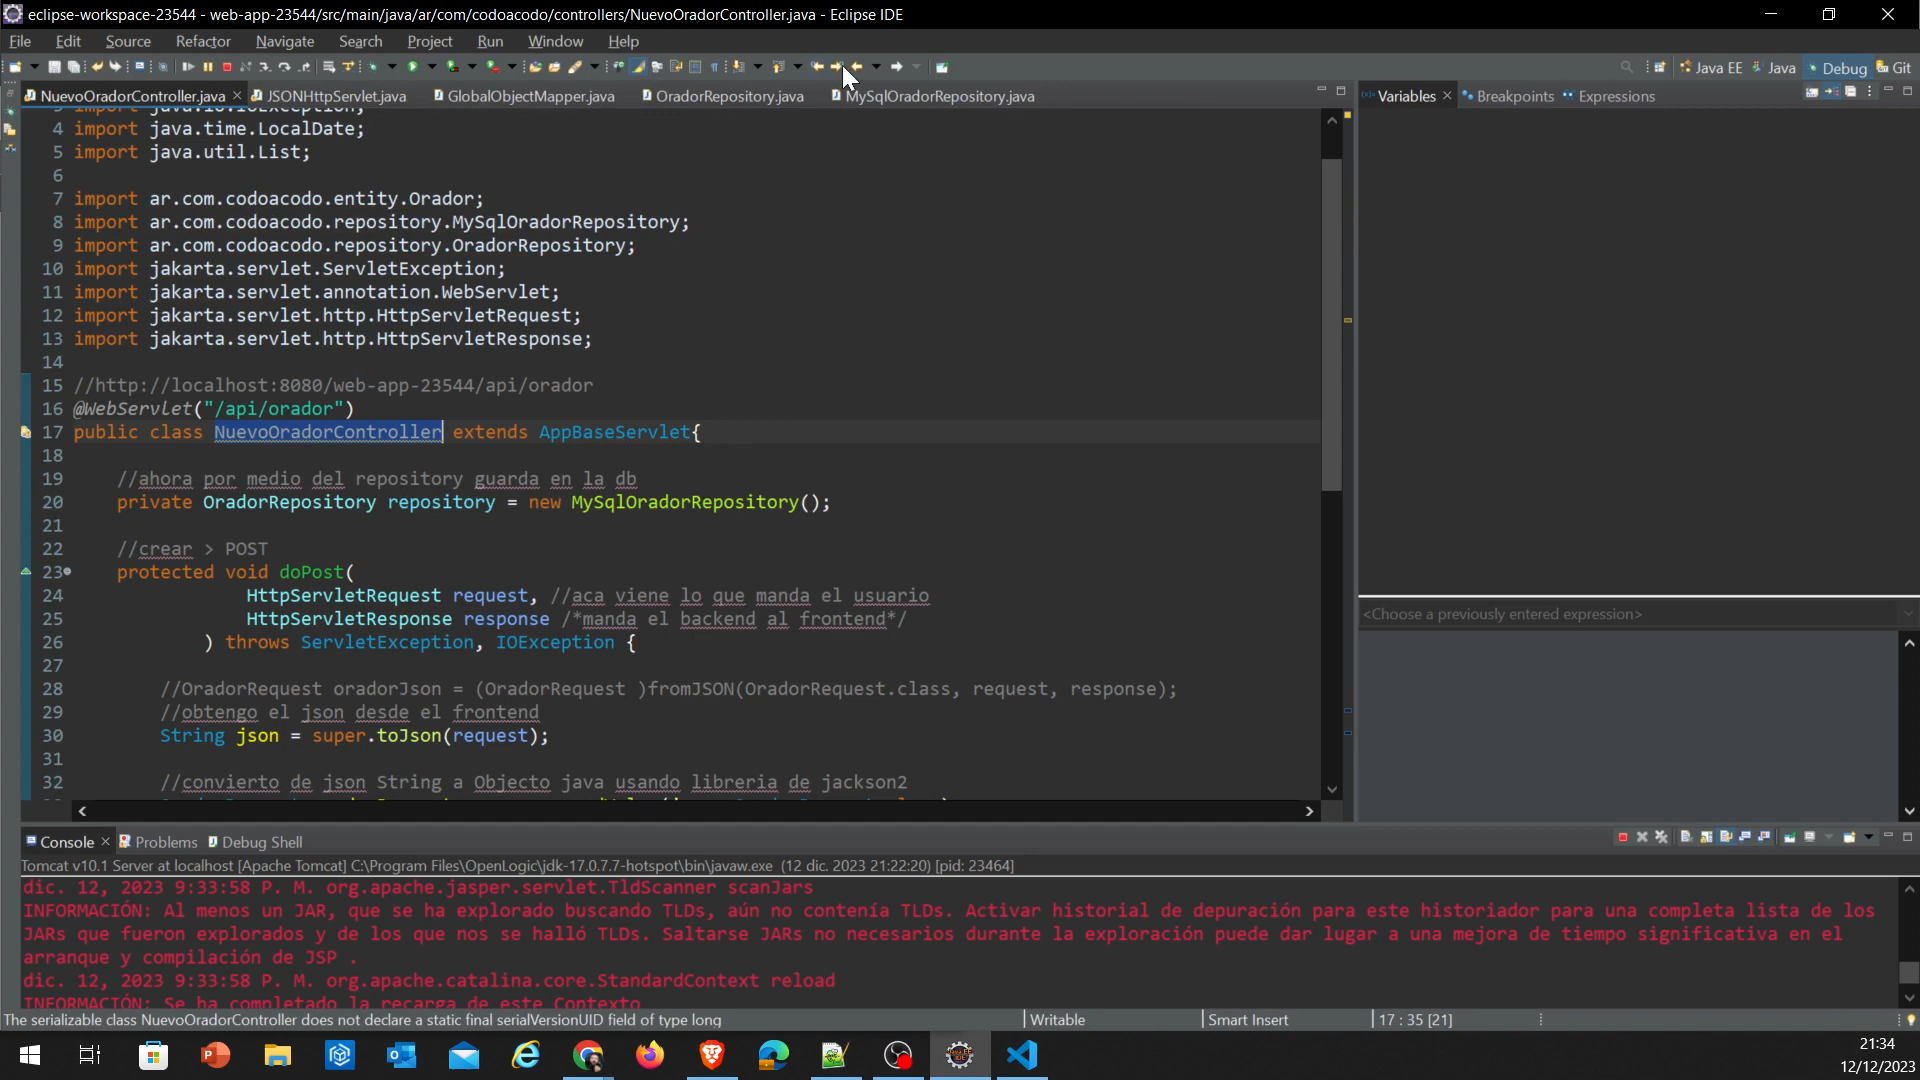 eclipse-workspace-23544 - web-app-23544/src/main/java/ar/com/codoacodo/controllers/NuevoOradorController.java - Eclipse IDE
File Edit Source Refactor Navigate Search Project Run Window Help
Java EE Java Debug Git
NuevoOradorController.java JSONHttpServlet.java GlobalObjectMapper.java OradorRepository.java MySqlOradorRepository.java
Variables Breakpoints Expressions
4 import java.time.LocalDate;
5 import java.util.List;
6
7 import ar.com.codoacodo.entity.Orador;
8 import ar.com.codoacodo.repository.MySqlOradorRepository;
9 import ar.com.codoacodo.repository.OradorRepository;
10 import jakarta.servlet.ServletException;
11 import jakarta.servlet.annotation.WebServlet;
12 import jakarta.servlet.http.HttpServletRequest;
13 import jakarta.servlet.http.HttpServletResponse;
14
15 //http://localhost:8080/web-app-23544/api/orador
16 @WebServlet("/api/orador")
17 public class NuevoOradorController extends AppBaseServlet{
18
19 //ahora por medio del repository guarda en la db
20 private OradorRepository repository = new MySqlOradorRepository();
21
22 //crear > POST
23 protected void doPost(
24 HttpServletRequest request, //aca viene lo que manda el usuario
25 HttpServletResponse response /*manda el backend al frontend*/
26 ) throws ServletException, IOException {
27
28 //OradorRequest oradorJson = (OradorRequest )fromJSON(OradorRequest.class, request, response);
29 //obtengo el json desde el frontend
30 String json = super.toJson(request);
31
32 //convierto de json String a Objecto java usando libreria de jackson2
<Choose a previously entered expression>
Console Problems Debug Shell
Tomcat v10.1 Server at localhost [Apache Tomcat] C:\Program Files\OpenLogic\jdk-17.0.7.7-hotspot\bin\javaw.exe (12 dic. 2023 21:22:20) [pid: 23464]
dic. 12, 2023 9:33:58 P. M. org.apache.jasper.servlet.TldScanner scanJars
INFORMACIÓN: Al menos un JAR, que se ha explorado buscando TLDs, aún no contenía TLDs. Activar historial de depuración para este historiador para una completa lista de los
JARs que fueron explorados y de los que nos se halló TLDs. Saltarse JARs no necesarios durante la exploración puede dar lugar a una mejora de tiempo significativa en el
arranque y compilación de JSP .
dic. 12, 2023 9:33:58 P. M. org.apache.catalina.core.StandardContext reload
INFORMACIÓN: Se ha completado la recarga de este Contexto
The serializable class NuevoOradorController does not declare a static final serialVersionUID field of type long
Writable Smart Insert 17 : 35 [21]
21:34
12/12/2023